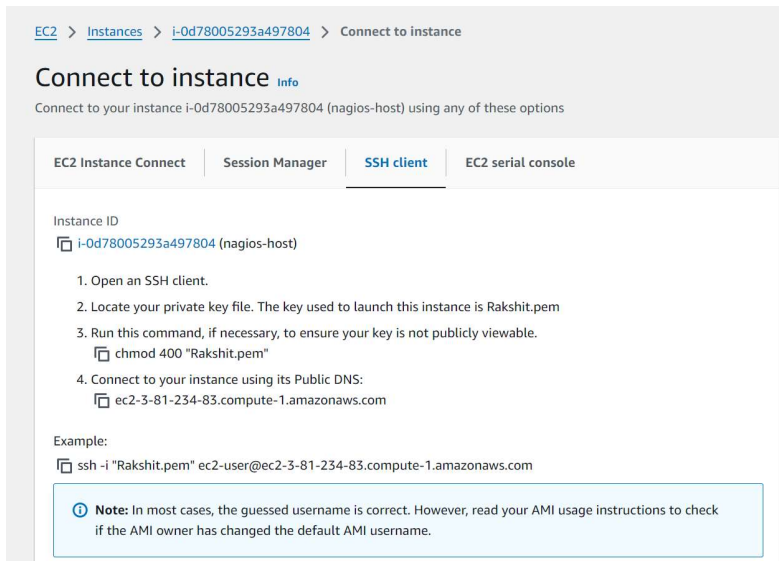 EC2 > Instances > i-0d78005293a497804 > Connect to instance
Connect to instance Info
Connect to your instance i-0d78005293a497804 (nagios-host) using any of these options
EC2 Instance Connect Session Manager SSH client EC2 serial console
Instance ID
i-0d78005293a497804 (nagios-host)
1. Open an SSH client.
2. Locate your private key file. The key used to launch this instance is Rakshit.pem
3. Run this command, if necessary, to ensure your key is not publicly viewable.
chmod 400 "Rakshit.pem"
4. Connect to your instance using its Public DNS:
ec2-3-81-234-83.compute-1.amazonaws.com
Example:
ssh -i "Rakshit.pem" ec2-user@ec2-3-81-234-83.compute-1.amazonaws.com
Note: In most cases, the guessed username is correct. However, read your AMI usage instructions to check
if the AMI owner has changed the default AMI username.